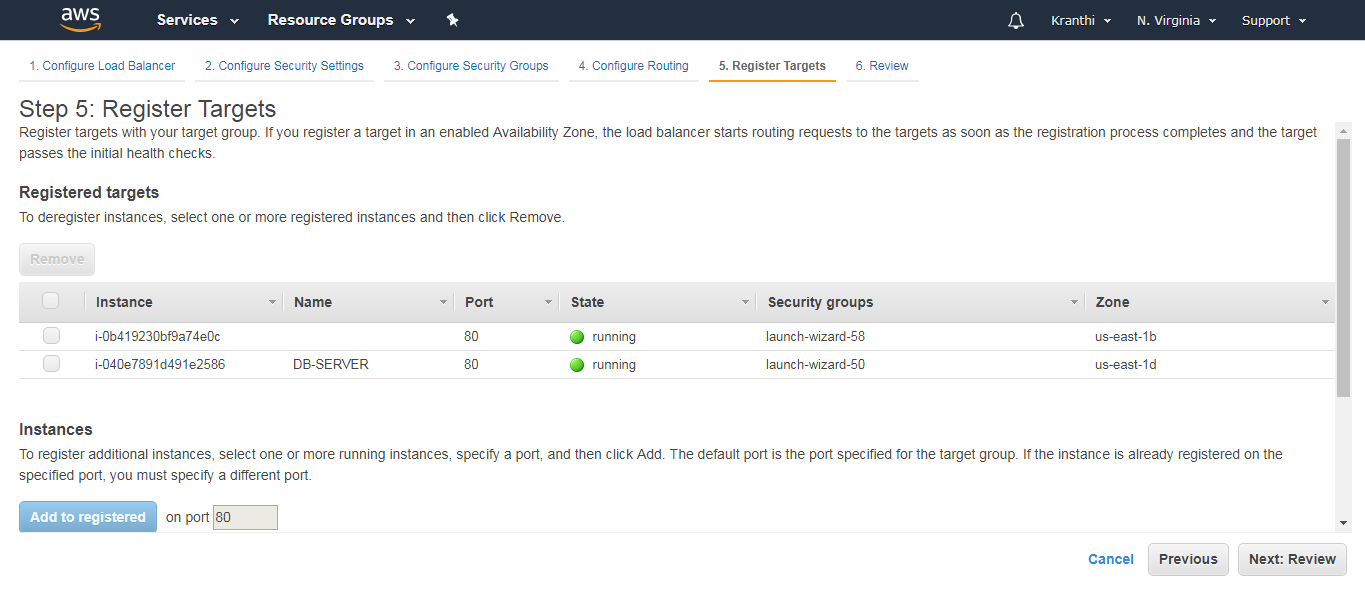 aws Services Resource Groups Kranthi N. Virginia Support
1. Configure Load Balancer 2. Configure Security Settings 3. Configure Security Groups 4. Configure Routing 5. Register Targets 6. Review
Step 5: Register Targets
Register targets with your target group. If you register a target in an enabled Availability Zone, the load balancer starts routing requests to the targets as soon as the registration process completes and the target
passes the initial health checks.
Registered targets
To deregister instances, select one or more registered instances and then click Remove.
Remove
Instance Name Port State Security groups Zone
i-0b419230bf9a74e0c 80 running launch-wizard-58 us-east-1b
i-040e7891d491e2586 DB-SERVER 80 running launch-wizard-50 us-east-1d
Instances
To register additional instances, select one or more running instances, specify a port, and then click Add. The default port is the port specified for the target group. If the instance is already registered on the
specified port, you must specify a different port.
Add to registered on port 80
Cancel Previous Next: Review